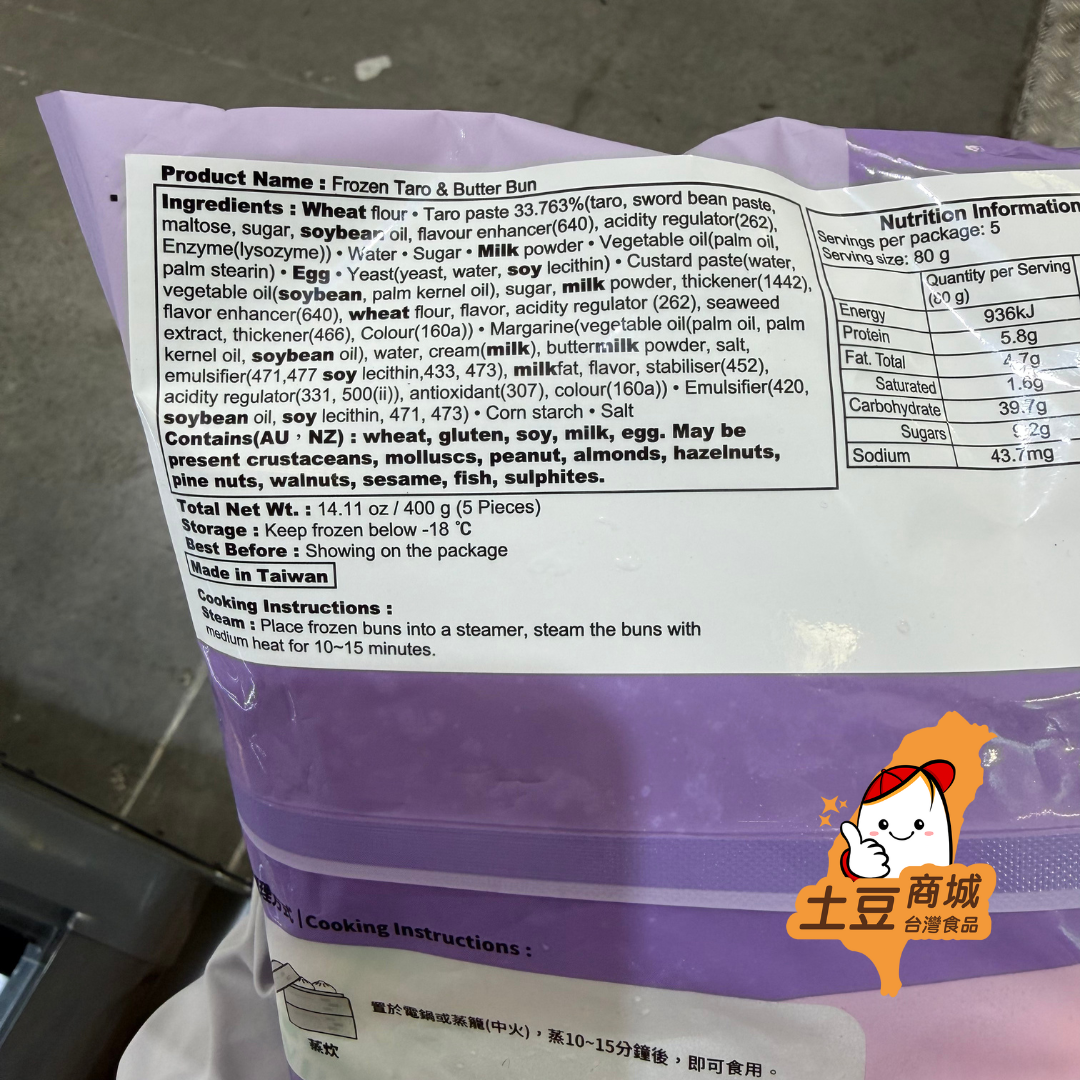 Product Name : Frozen Taro & Butter Bun
Ingredients : Wheat flour • Taro paste 33.763%(taro, sword bean paste,
maltose, sugar, soybean oil, flavour enhancer(640), acidity regulator(262),
Enzyme(lysozyme)) • Water • Sugar • Milk powder • Vegetable oil(palm oil,
palm stearin) • Egg • Yeast(yeast, water, soy lecithin) • Custard paste(water,
vegetable oil(soybean, palm kernel oil), sugar, milk powder, thickener(1442),
flavor enhancer(640), wheat flour, flavor, acidity regulator (262), seaweed
extract, thickener(466), Colour(160a)) • Margarine(vegetable oil(palm oil, palm
kernel oil, soybean oil), water, cream(milk), buttermilk powder, salt,
emulsifier(471,477 soy lecithin,433, 473), milkfat, flavor, stabiliser(452),
acidity regulator(331, 500(ii)), antioxidant(307), colour(160a)) • Emulsifier(420,
soybean oil, soy lecithin, 471, 473) • Corn starch • Salt
Contains(AU，NZ) : wheat, gluten, soy, milk, egg. May be
present crustaceans, molluscs, peanut, almonds, hazelnuts,
pine nuts, walnuts, sesame, fish, sulphites.
Total Net Wt. : 14.11 oz / 400 g (5 Pieces)
Storage : Keep frozen below -18 ℃
Best Before : Showing on the package
Made in Taiwan
Cooking Instructions :
Steam : Place frozen buns into a steamer, steam the buns with
medium heat for 10~15 minutes.
Nutrition Information
Servings per package: 5
Serving size: 80 g
Quantity per Serving
(80 g)
Energy 936kJ
Protein 5.8g
Fat. Total 4.7g
Saturated 1.6g
Carbohydrate 39.7g
Sugars 9.2g
Sodium 43.7mg
理方式 | Cooking Instructions :
置於電鍋或蒸籠(中火)，蒸10~15分鐘後，即可食用。
蒸炊
土豆商城
台灣食品